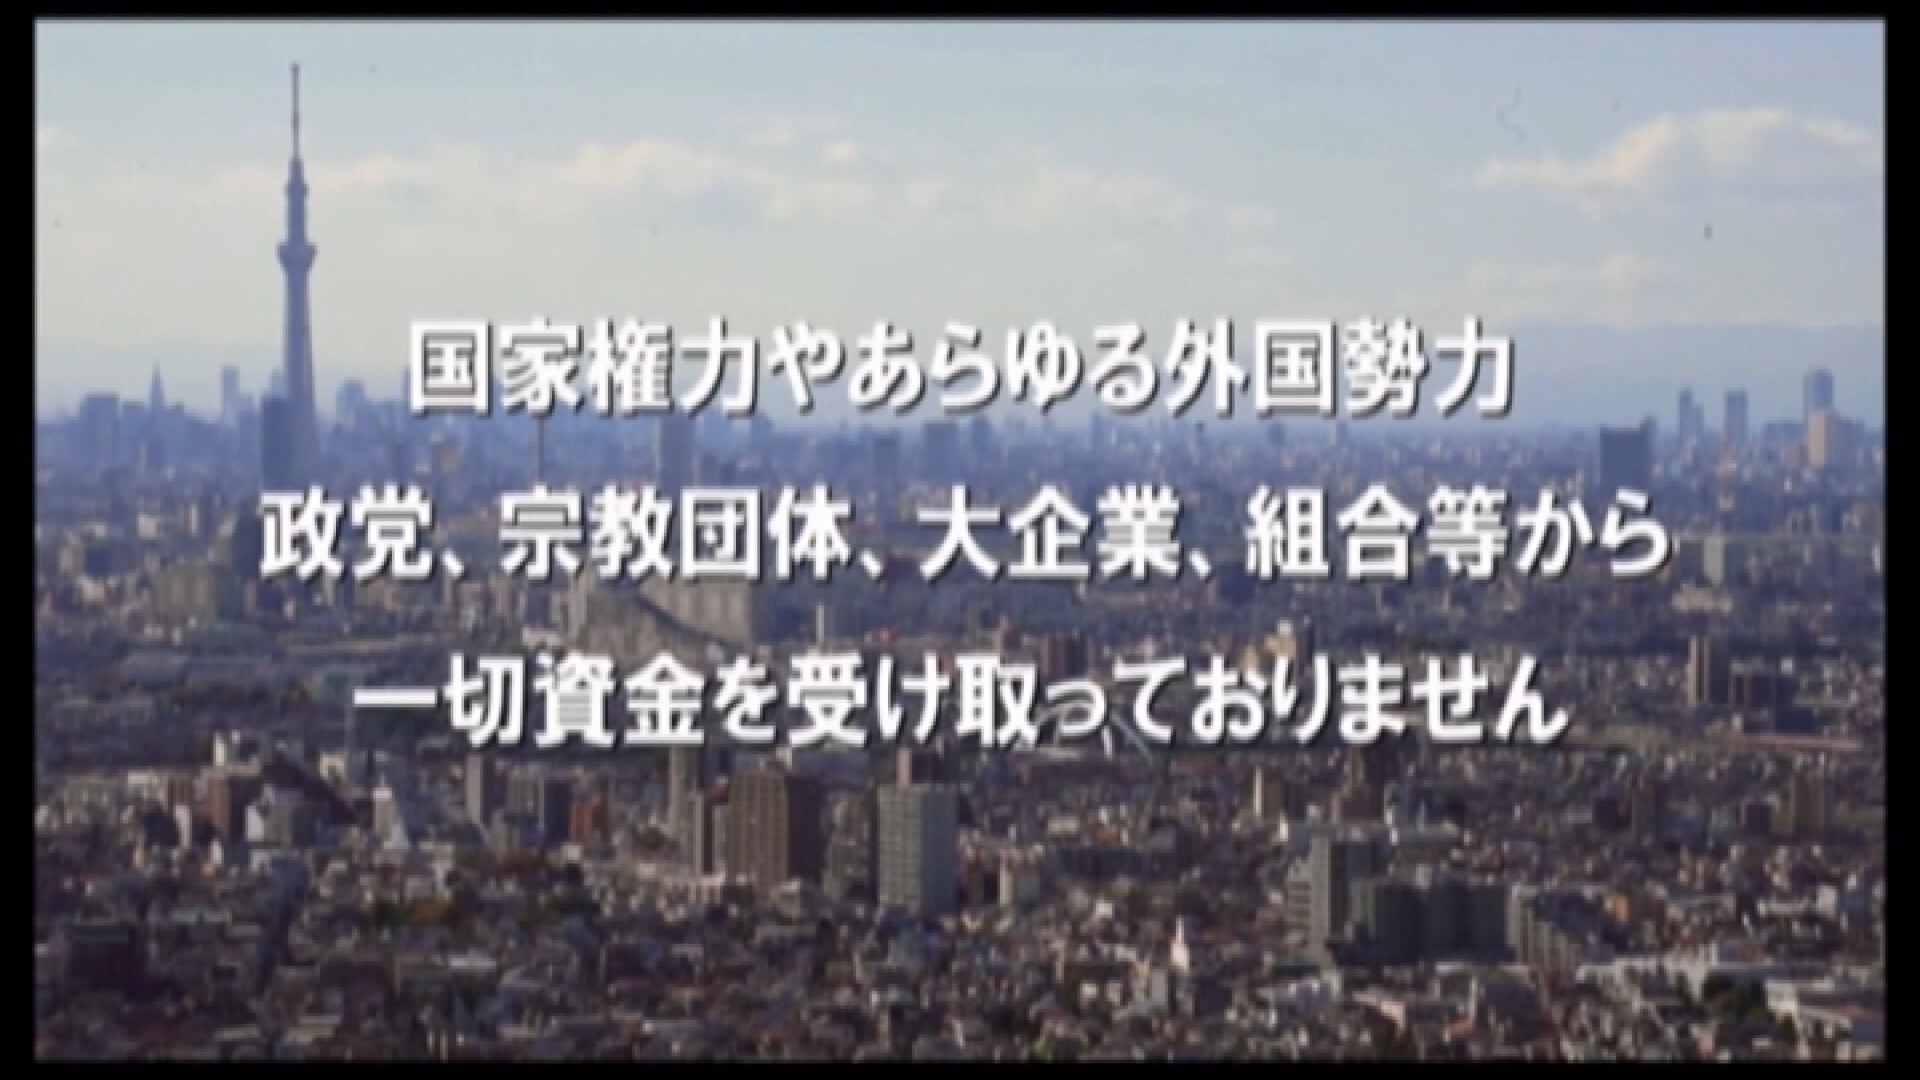 国家権力やあらゆる外国勢力
政党、宗教団体、大企業、組合等から
一切資金を受け取っておりません